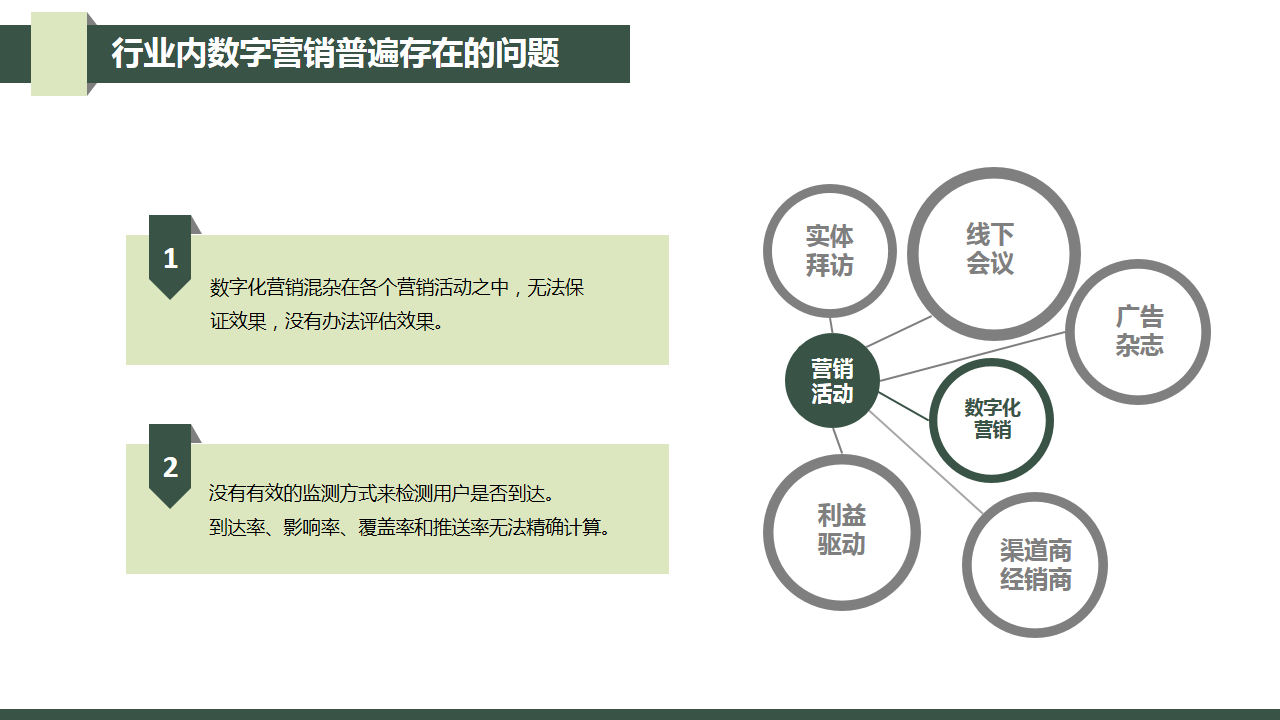 行业内数字营销普遍存在的问题
1
数字化营销混杂在各个营销活动之中，无法保
证效果，没有办法评估效果。
2
没有有效的监测方式来检测用户是否到达。
到达率、影响率、覆盖率和推送率无法精确计算。
实体
拜访
线下
会议
广告
杂志
营销
活动
数字化
营销
利益
驱动
渠道商
经销商